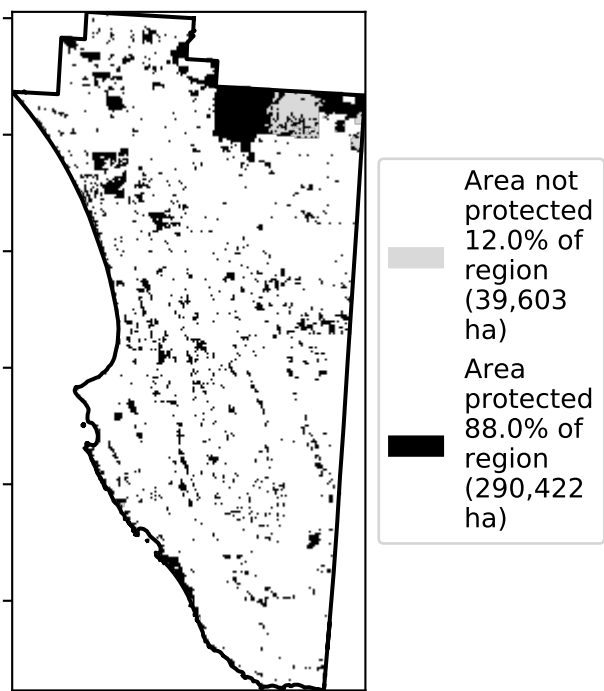 Area not
protected
12.0% of
region
(39,603
ha)
Area
protected
88.0% of
region
(290,422
ha)